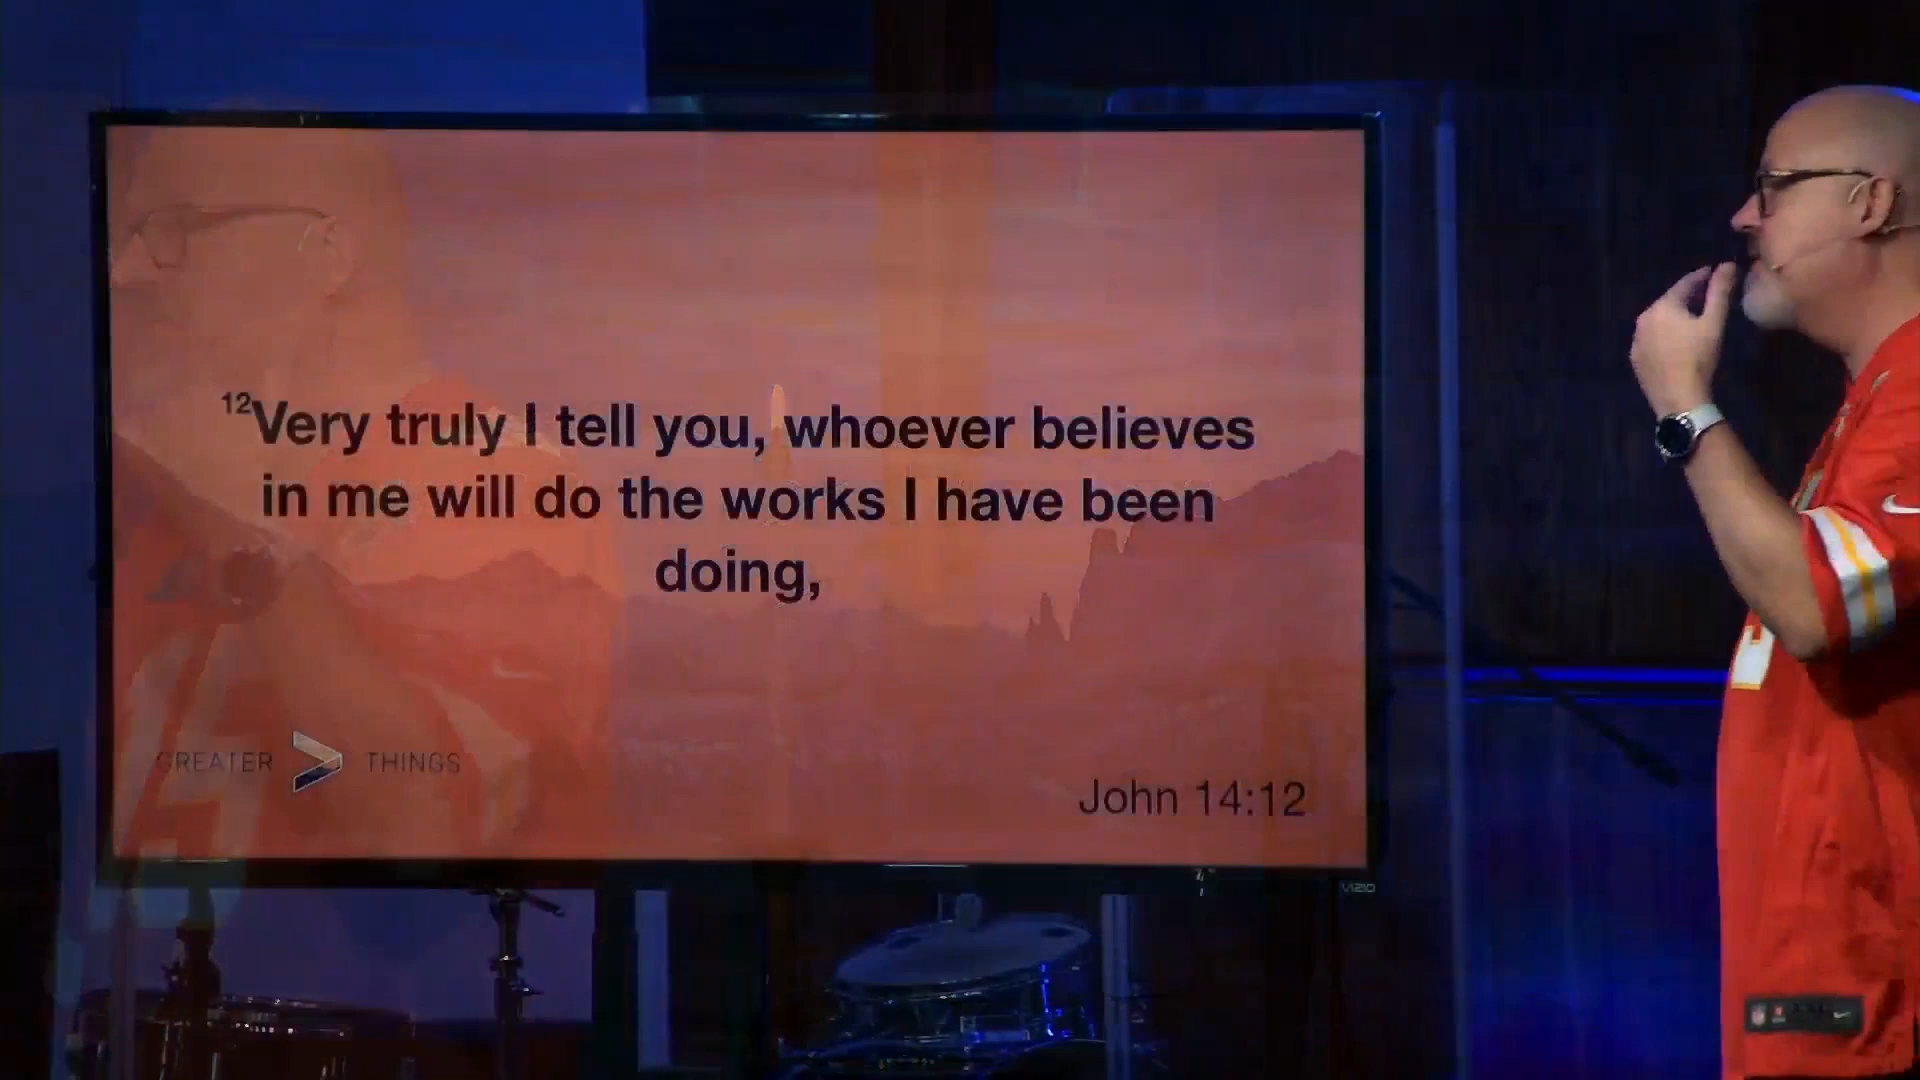 ¹²Very truly I tell you, whoever believes
in me will do the works I have been
doing,
GREATER > THINGS
John 14:12
VIZIO